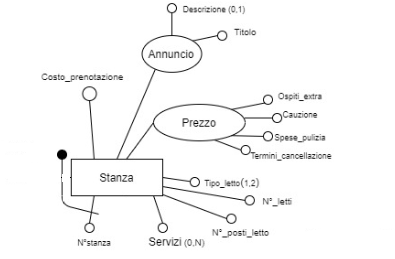 Descrizione (0,1)
Titolo
Annuncio
Costo_prenotazione
Ospiti_extra
Cauzione
Prezzo
Spese_pulizia
Termini_cancellazione
Stanza
Tipo_letto(1,2)
N°_letti
N°_posti_letto
N°stanza
Servizi (0,N)